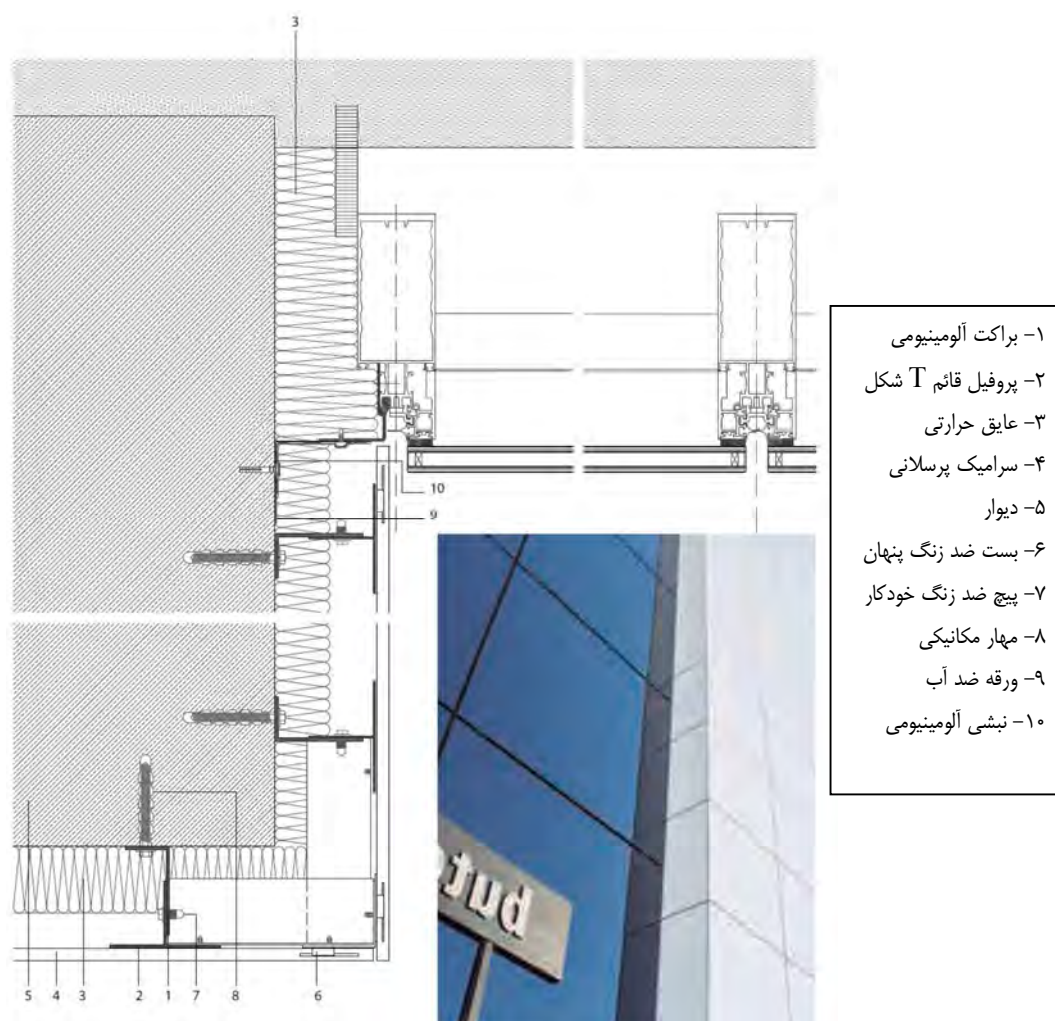 3
10
9
5 4 3 2 1 7 8 6
۱- براکت آلومینیومی
۲- پروفیل قائم T شکل
۳- عایق حرارتی
۴- سرامیک پرسلانی
۵- دیوار
۶- بست ضد زنگ پنهان
۷- پیچ ضد زنگ خودکار
۸- مهار مکانیکی
۹- ورقه ضد آب
۱۰- نبشی آلومینیومی